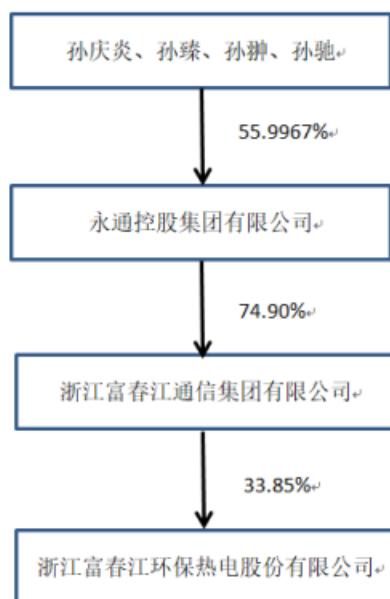 孙庆炎、孙臻、孙翀、孙驰
55.9967%
永通控股集团有限公司
74.90%
浙江富春江通信集团有限公司
33.85%
浙江富春江环保热电股份有限公司